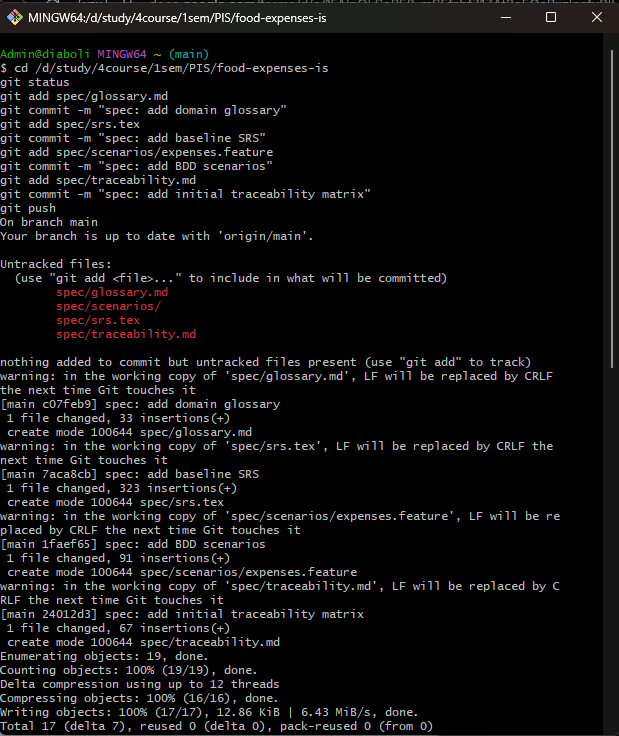 MINGW64:/d/study/4course/1sem/PIS/food-expenses-is
Admin@diaboli MINGW64 ~ (main)
$ cd /d/study/4course/1sem/PIS/food-expenses-is
git status
git add spec/glossary.md
git commit -m "spec: add domain glossary"
git add spec/srs.tex
git commit -m "spec: add baseline SRS"
git add spec/scenarios/expenses.feature
git commit -m "spec: add BDD scenarios"
git add spec/traceability.md
git commit -m "spec: add initial traceability matrix"
git push
On branch main
Your branch is up to date with 'origin/main'.
Untracked files:
  (use "git add <file>..." to include in what will be committed)
        spec/glossary.md
        spec/scenarios/
        spec/srs.tex
        spec/traceability.md
nothing added to commit but untracked files present (use "git add" to track)
warning: in the working copy of 'spec/glossary.md', LF will be replaced by CRLF
the next time Git touches it
[main c07feb9] spec: add domain glossary
 1 file changed, 33 insertions(+)
 create mode 100644 spec/glossary.md
warning: in the working copy of 'spec/srs.tex', LF will be replaced by CRLF the
next time Git touches it
[main 7aca8cb] spec: add baseline SRS
 1 file changed, 323 insertions(+)
 create mode 100644 spec/srs.tex
warning: in the working copy of 'spec/scenarios/expenses.feature', LF will be re
placed by CRLF the next time Git touches it
[main 1faef65] spec: add BDD scenarios
 1 file changed, 91 insertions(+)
 create mode 100644 spec/scenarios/expenses.feature
warning: in the working copy of 'spec/traceability.md', LF will be replaced by C
RLF the next time Git touches it
[main 24012d3] spec: add initial traceability matrix
 1 file changed, 67 insertions(+)
 create mode 100644 spec/traceability.md
Enumerating objects: 19, done.
Counting objects: 100% (19/19), done.
Delta compression using up to 12 threads
Compressing objects: 100% (16/16), done.
Writing objects: 100% (17/17), 12.86 KiB | 6.43 MiB/s, done.
Total 17 (delta 7), reused 0 (delta 0), pack-reused 0 (from 0)